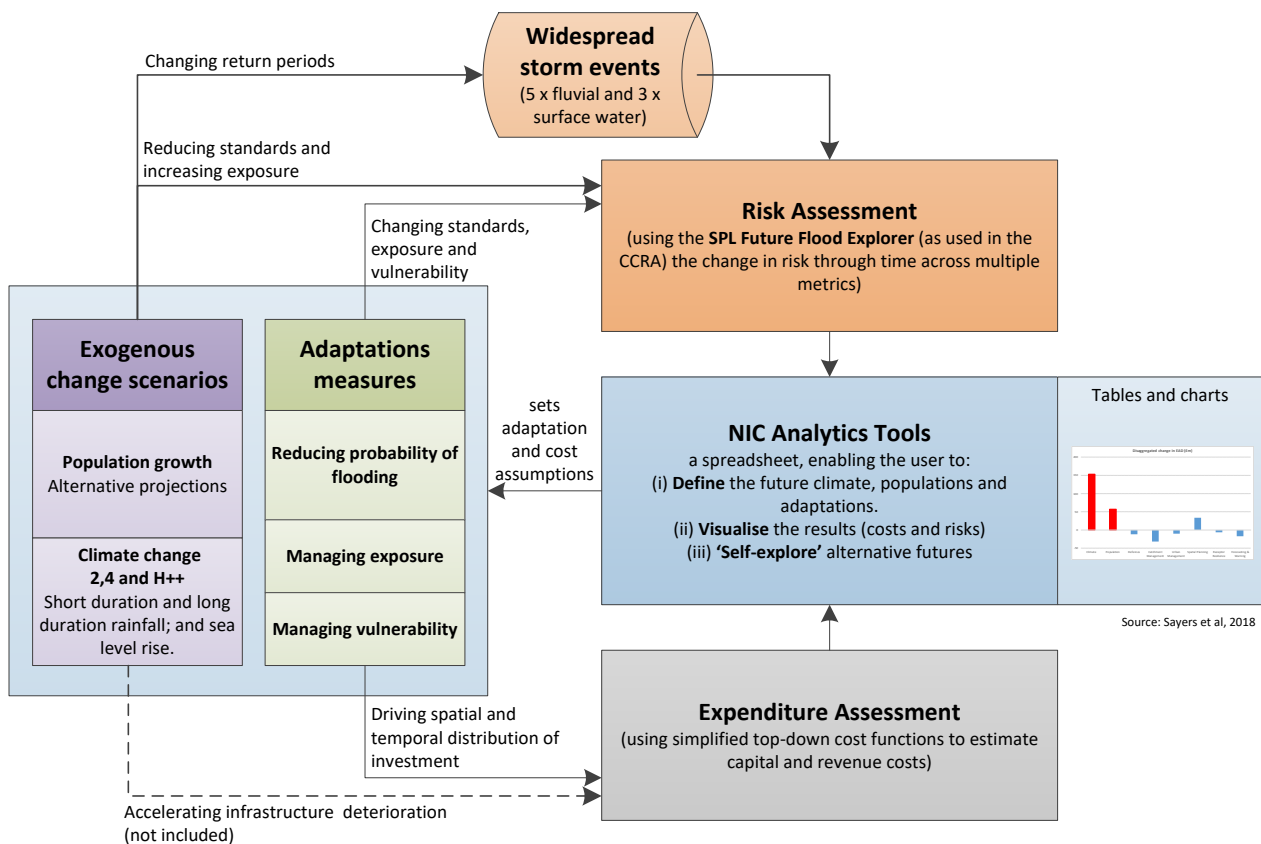 Widespread
storm events
(5 x fluvial and 3 x
surface water)
Changing return periods
Reducing standards and
increasing exposure
Changing standards,
exposure and
vulnerability
Risk Assessment
(using the SPL Future Flood Explorer (as used in the
CCRA) the change in risk through time across multiple
metrics)
Exogenous
change scenarios
Population growth
Alternative projections
Climate change
2,4 and H++
Short duration and long
duration rainfall; and sea
level rise.
Adaptations
measures
Reducing probability of
flooding
Managing exposure
Managing vulnerability
sets
adaptation
and cost
assumptions
NIC Analytics Tools
a spreadsheet, enabling the user to:
(i) Define the future climate, populations and
adaptations.
(ii) Visualise the results (costs and risks)
(iii) ‘Self-explore’ alternative futures
Tables and charts
Source: Sayers et al, 2018
Driving spatial and
temporal distribution of
investment
Expenditure Assessment
(using simplified top-down cost functions to estimate
capital and revenue costs)
Accelerating infrastructure deterioration
(not included)